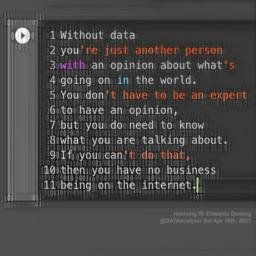 1 Without data
2 you're just another person
3 with an opinion about what's
4 going on in the world.
5 You don't have to be an expert
6 to have an opinion,
7 but you do need to know
8 what you are talking about.
9 If you can't do that,
10 then you have no business
11 being on the internet.
remixing W. Edwards Deming
@DATAsculptor Sat Apr 10th, 2021